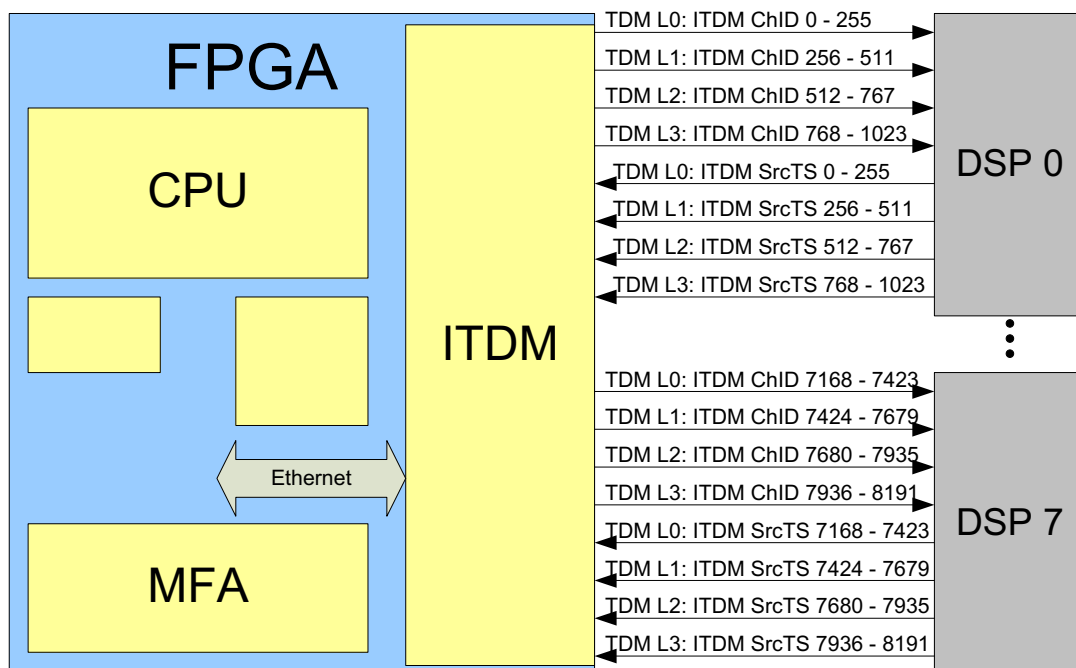 FPGA
CPU
ITDM
Ethernet
MFA
TDM L0: ITDM ChID 0 - 255
TDM L1: ITDM ChID 256 - 511
TDM L2: ITDM ChID 512 - 767
TDM L3: ITDM ChID 768 - 1023
TDM L0: ITDM SrcTS 0 - 255
TDM L1: ITDM SrcTS 256 - 511
TDM L2: ITDM SrcTS 512 - 767
TDM L3: ITDM SrcTS 768 - 1023
DSP 0
TDM L0: ITDM ChID 7168 - 7423
TDM L1: ITDM ChID 7424 - 7679
TDM L2: ITDM ChID 7680 - 7935
TDM L3: ITDM ChID 7936 - 8191
TDM L0: ITDM SrcTS 7168 - 7423
TDM L1: ITDM SrcTS 7424 - 7679
TDM L2: ITDM SrcTS 7680 - 7935
TDM L3: ITDM SrcTS 7936 - 8191
DSP 7